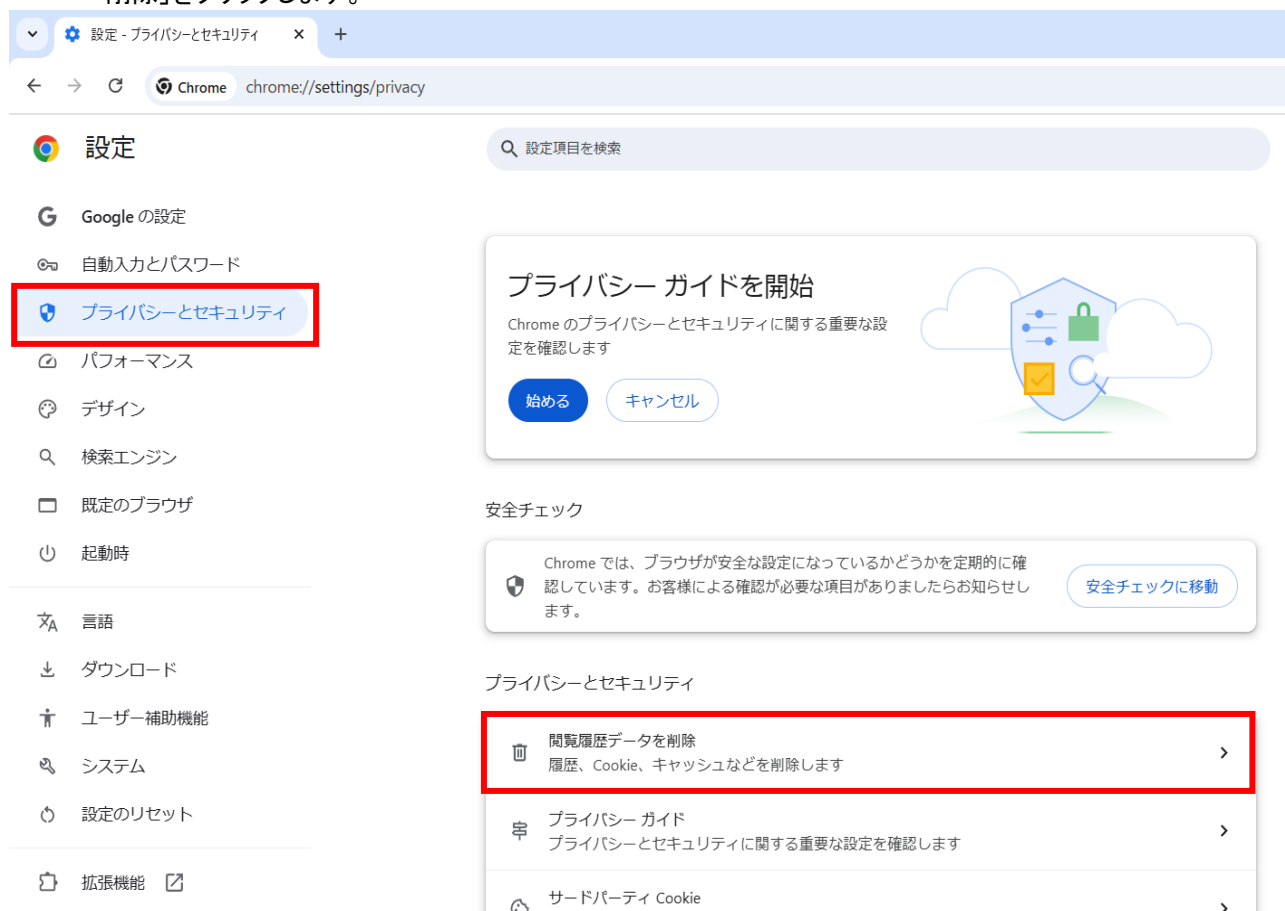 削除」をクリックします。
設定 - プライバシーとセキュリティ
Chrome chrome://settings/privacy
設定
設定項目を検索
Google の設定
自動入力とパスワード
プライバシーとセキュリティ
パフォーマンス
デザイン
検索エンジン
既定のブラウザ
起動時
言語
ダウンロード
ユーザー補助機能
システム
設定のリセット
拡張機能
プライバシー ガイドを開始
Chrome のプライバシーとセキュリティに関する重要な設
定を確認します
始める
キャンセル
安全チェック
Chrome では、ブラウザが安全な設定になっているかどうかを定期的に確
認しています。お客様による確認が必要な項目がありましたらお知らせし
ます。
安全チェックに移動
プライバシーとセキュリティ
閲覧履歴データを削除
履歴、Cookie、キャッシュなどを削除します
プライバシー ガイド
プライバシーとセキュリティに関する重要な設定を確認します
サードパーティ Cookie